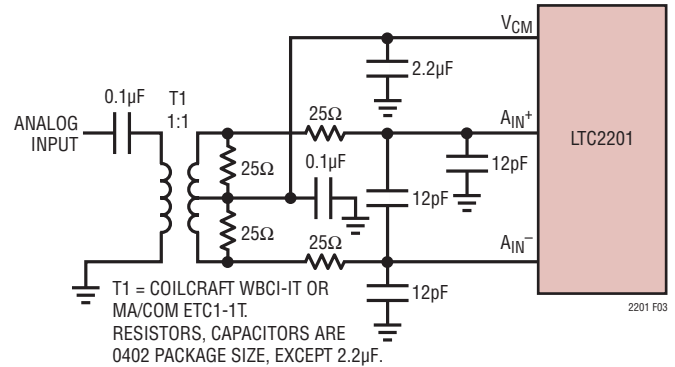 VCM
2.2µF
0.1µF
T1
1:1
ANALOG
INPUT
25Ω
AIN+
LTC2201
25Ω
0.1µF
12pF
12pF
25Ω
25Ω
AIN−
12pF
T1 = COILCRAFT WBCI-IT OR
MA/COM ETC1-1T.
RESISTORS, CAPACITORS ARE
0402 PACKAGE SIZE, EXCEPT 2.2µF.
2201 F03